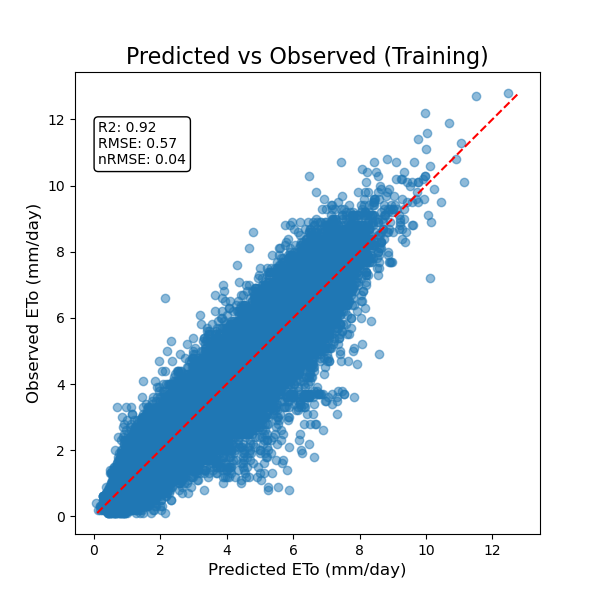 Predicted vs Observed (Training)
R2: 0.92
RMSE: 0.57
nRMSE: 0.04
Observed ETo (mm/day)
12
10
8
6
4
2
0
0 2 4 6 8 10 12
Predicted ETo (mm/day)